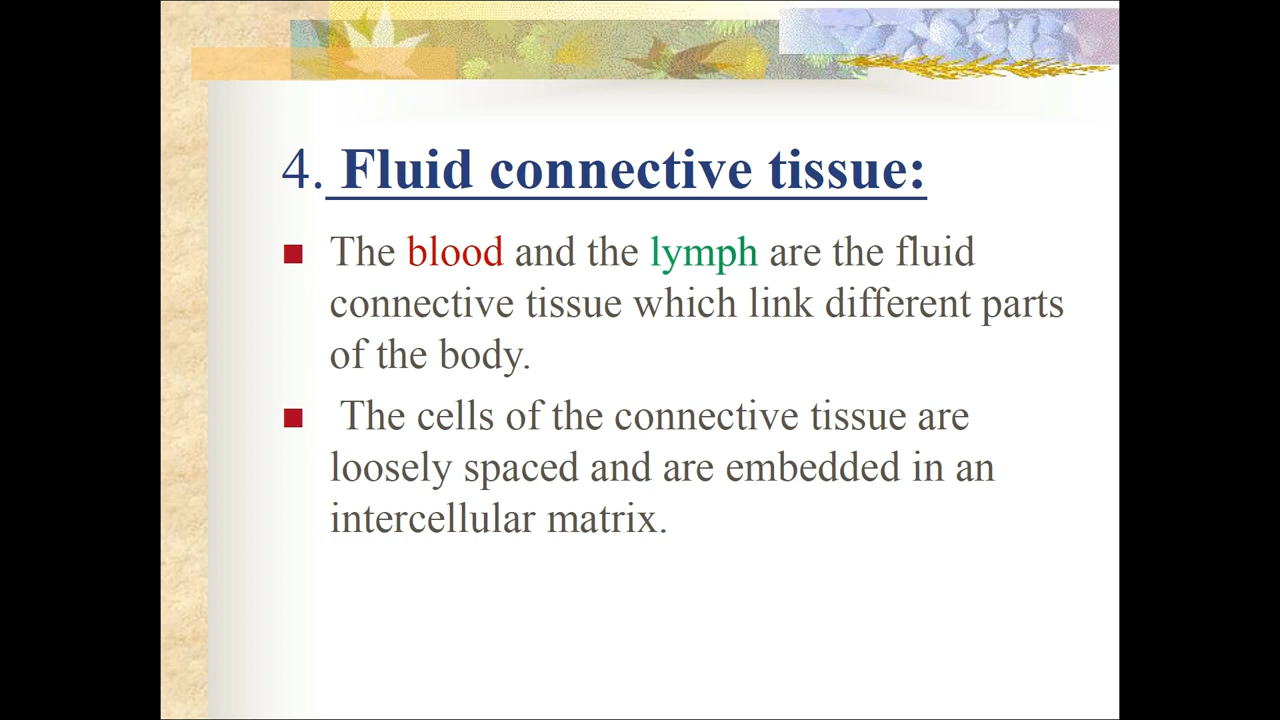 4. Fluid connective tissue:
The blood and the lymph are the fluid
connective tissue which link different parts
of the body.
The cells of the connective tissue are
loosely spaced and are embedded in an
intercellular matrix.